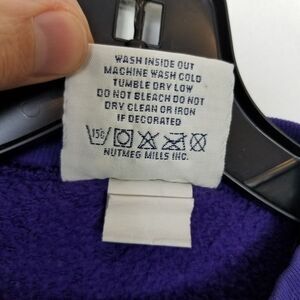 WASH INSIDE OUT
MACHINE WASH COLD
TUMBLE DRY LOW
DO NOT BLEACH DO NOT
DRY CLEAN OR IRON
IF DECORATED
NUTMEG MILLS INC.